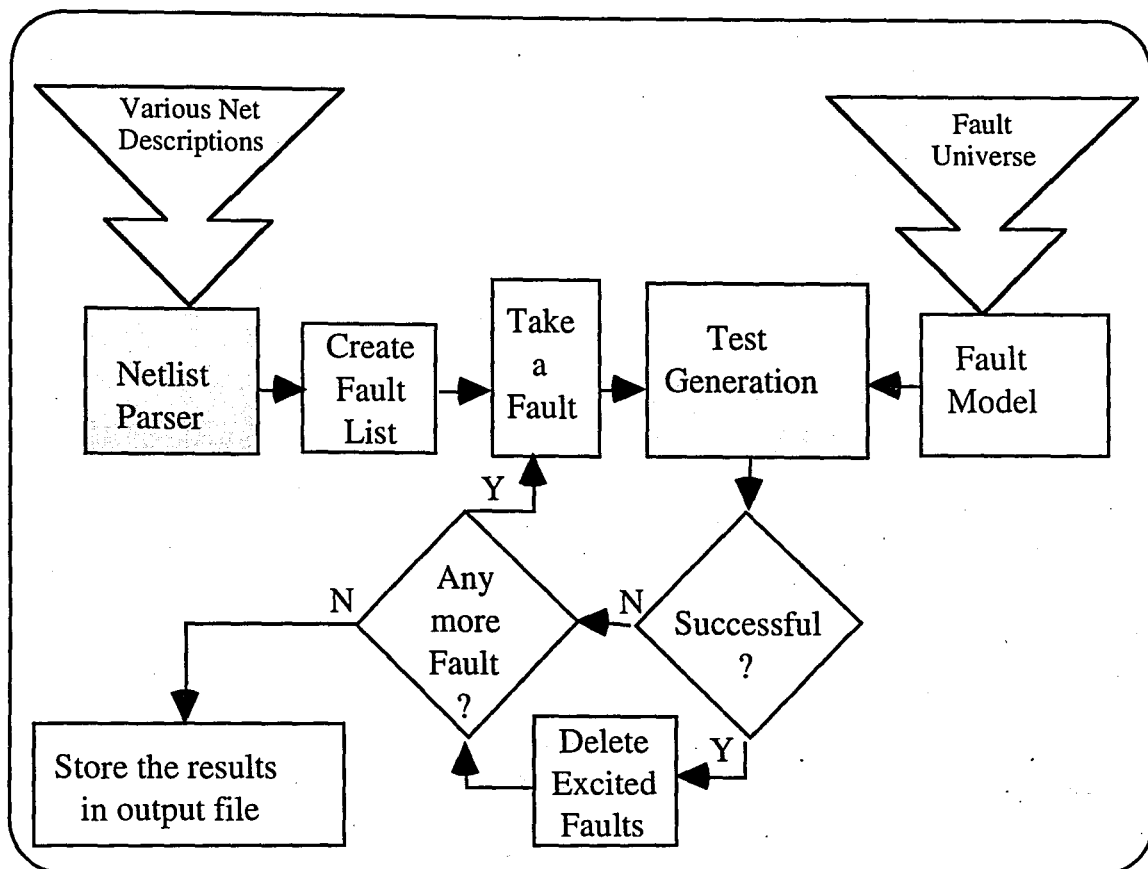 Various Net
Descriptions
Fault
Universe
Netlist
Parser
Create
Fault
List
Take
a
Fault
Test
Generation
Fault
Model
Y
N
Any
more
Fault
?
N
Successful
?
Y
Store the results
in output file
Delete
Excited
Faults